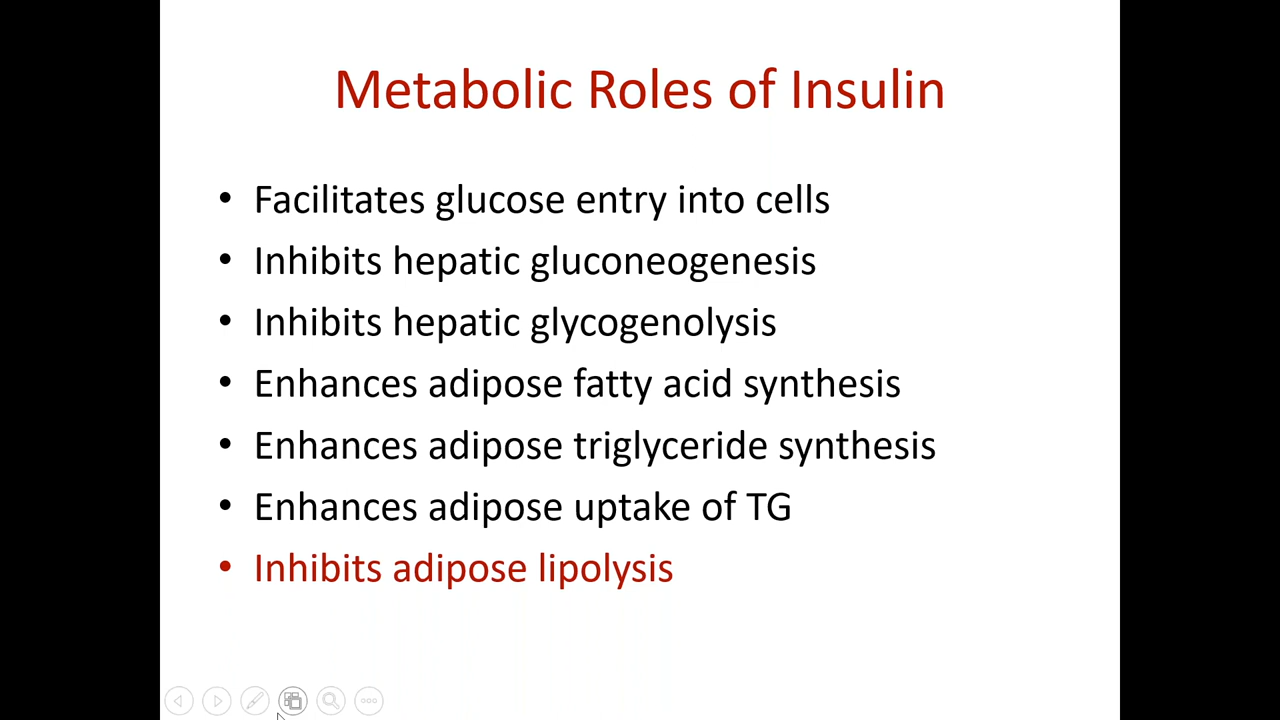 Metabolic Roles of Insulin
• Facilitates glucose entry into cells
• Inhibits hepatic gluconeogenesis
• Inhibits hepatic glycogenolysis
• Enhances adipose fatty acid synthesis
• Enhances adipose triglyceride synthesis
• Enhances adipose uptake of TG
• Inhibits adipose lipolysis